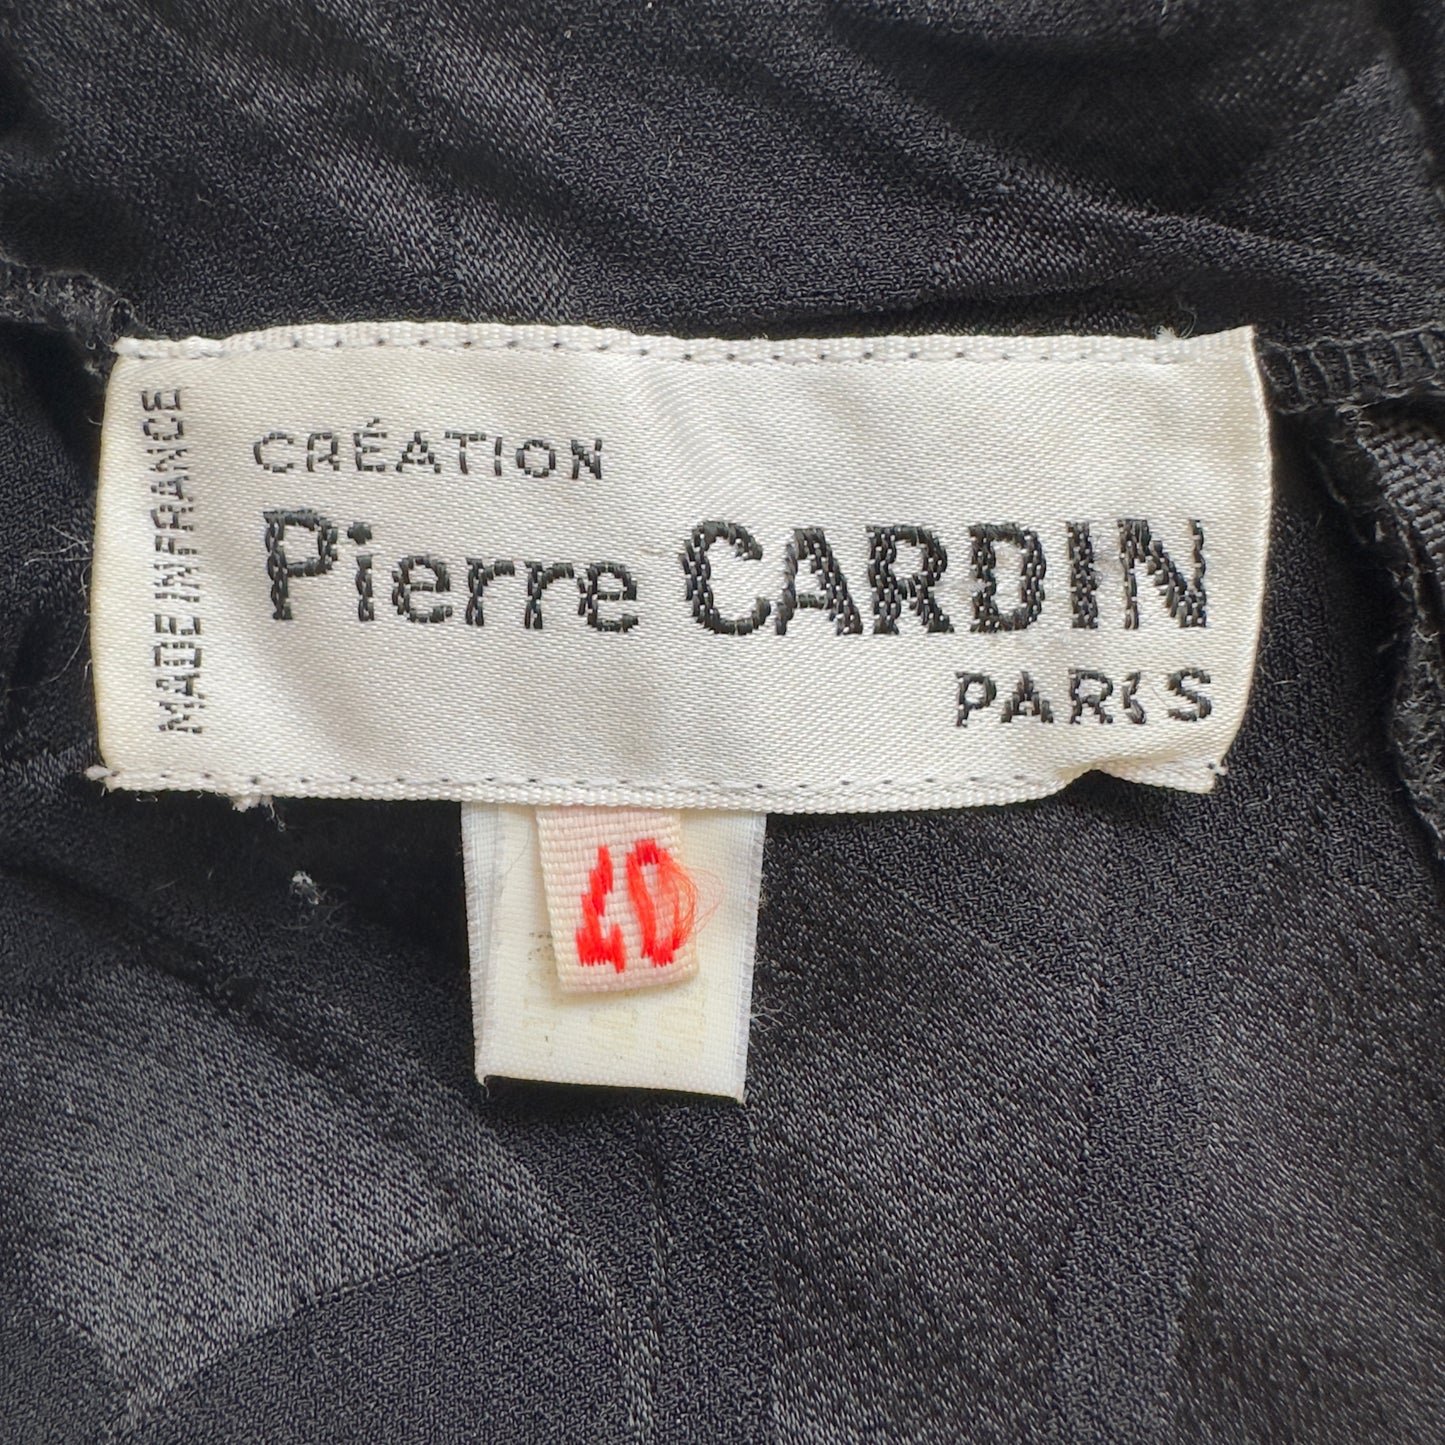 MADE IN FRANCE
CRÉATION
Pierre CARDIN
PARIS
40